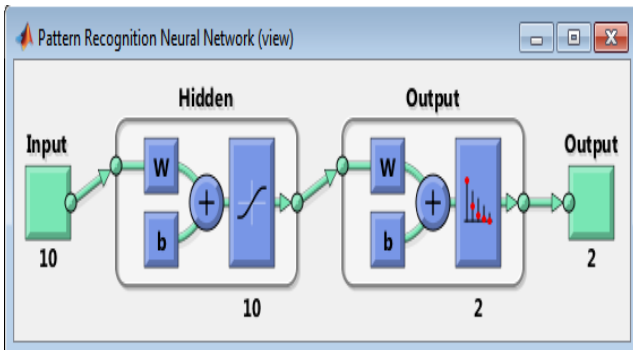 Pattern Recognition Neural Network (view)
Hidden
Output
Input
Output
W
W
b
b
10
10
2
2